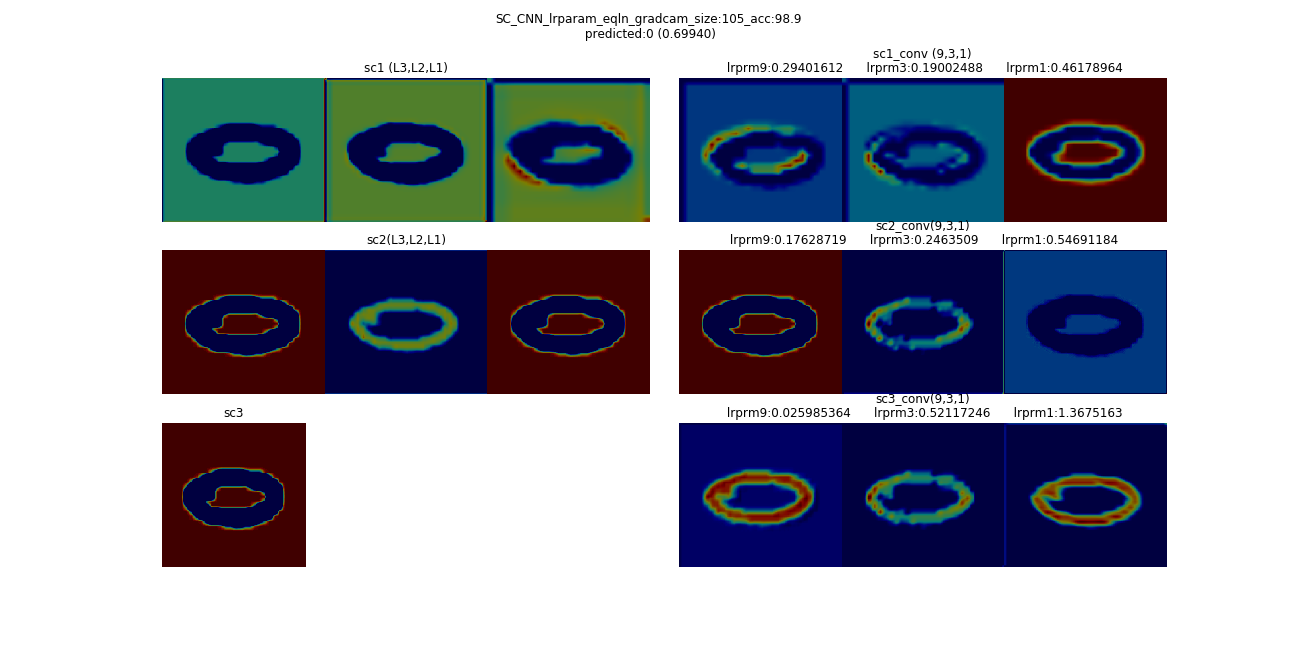 SC_CNN_lrparam_eqln_gradcam_size:105_acc:98.9
predicted:0 (0.69940)
sc1 (L3,L2,L1)
sc1_conv (9,3,1)
lrprm9:0.29401612 lrprm3:0.19002488 lrprm1:0.46178964
sc2(L3,L2,L1)
sc2_conv(9,3,1)
lrprm9:0.17628719 lrprm3:0.2463509 lrprm1:0.54691184
sc3
sc3_conv(9,3,1)
lrprm9:0.025985364 lrprm3:0.52117246 lrprm1:1.3675163